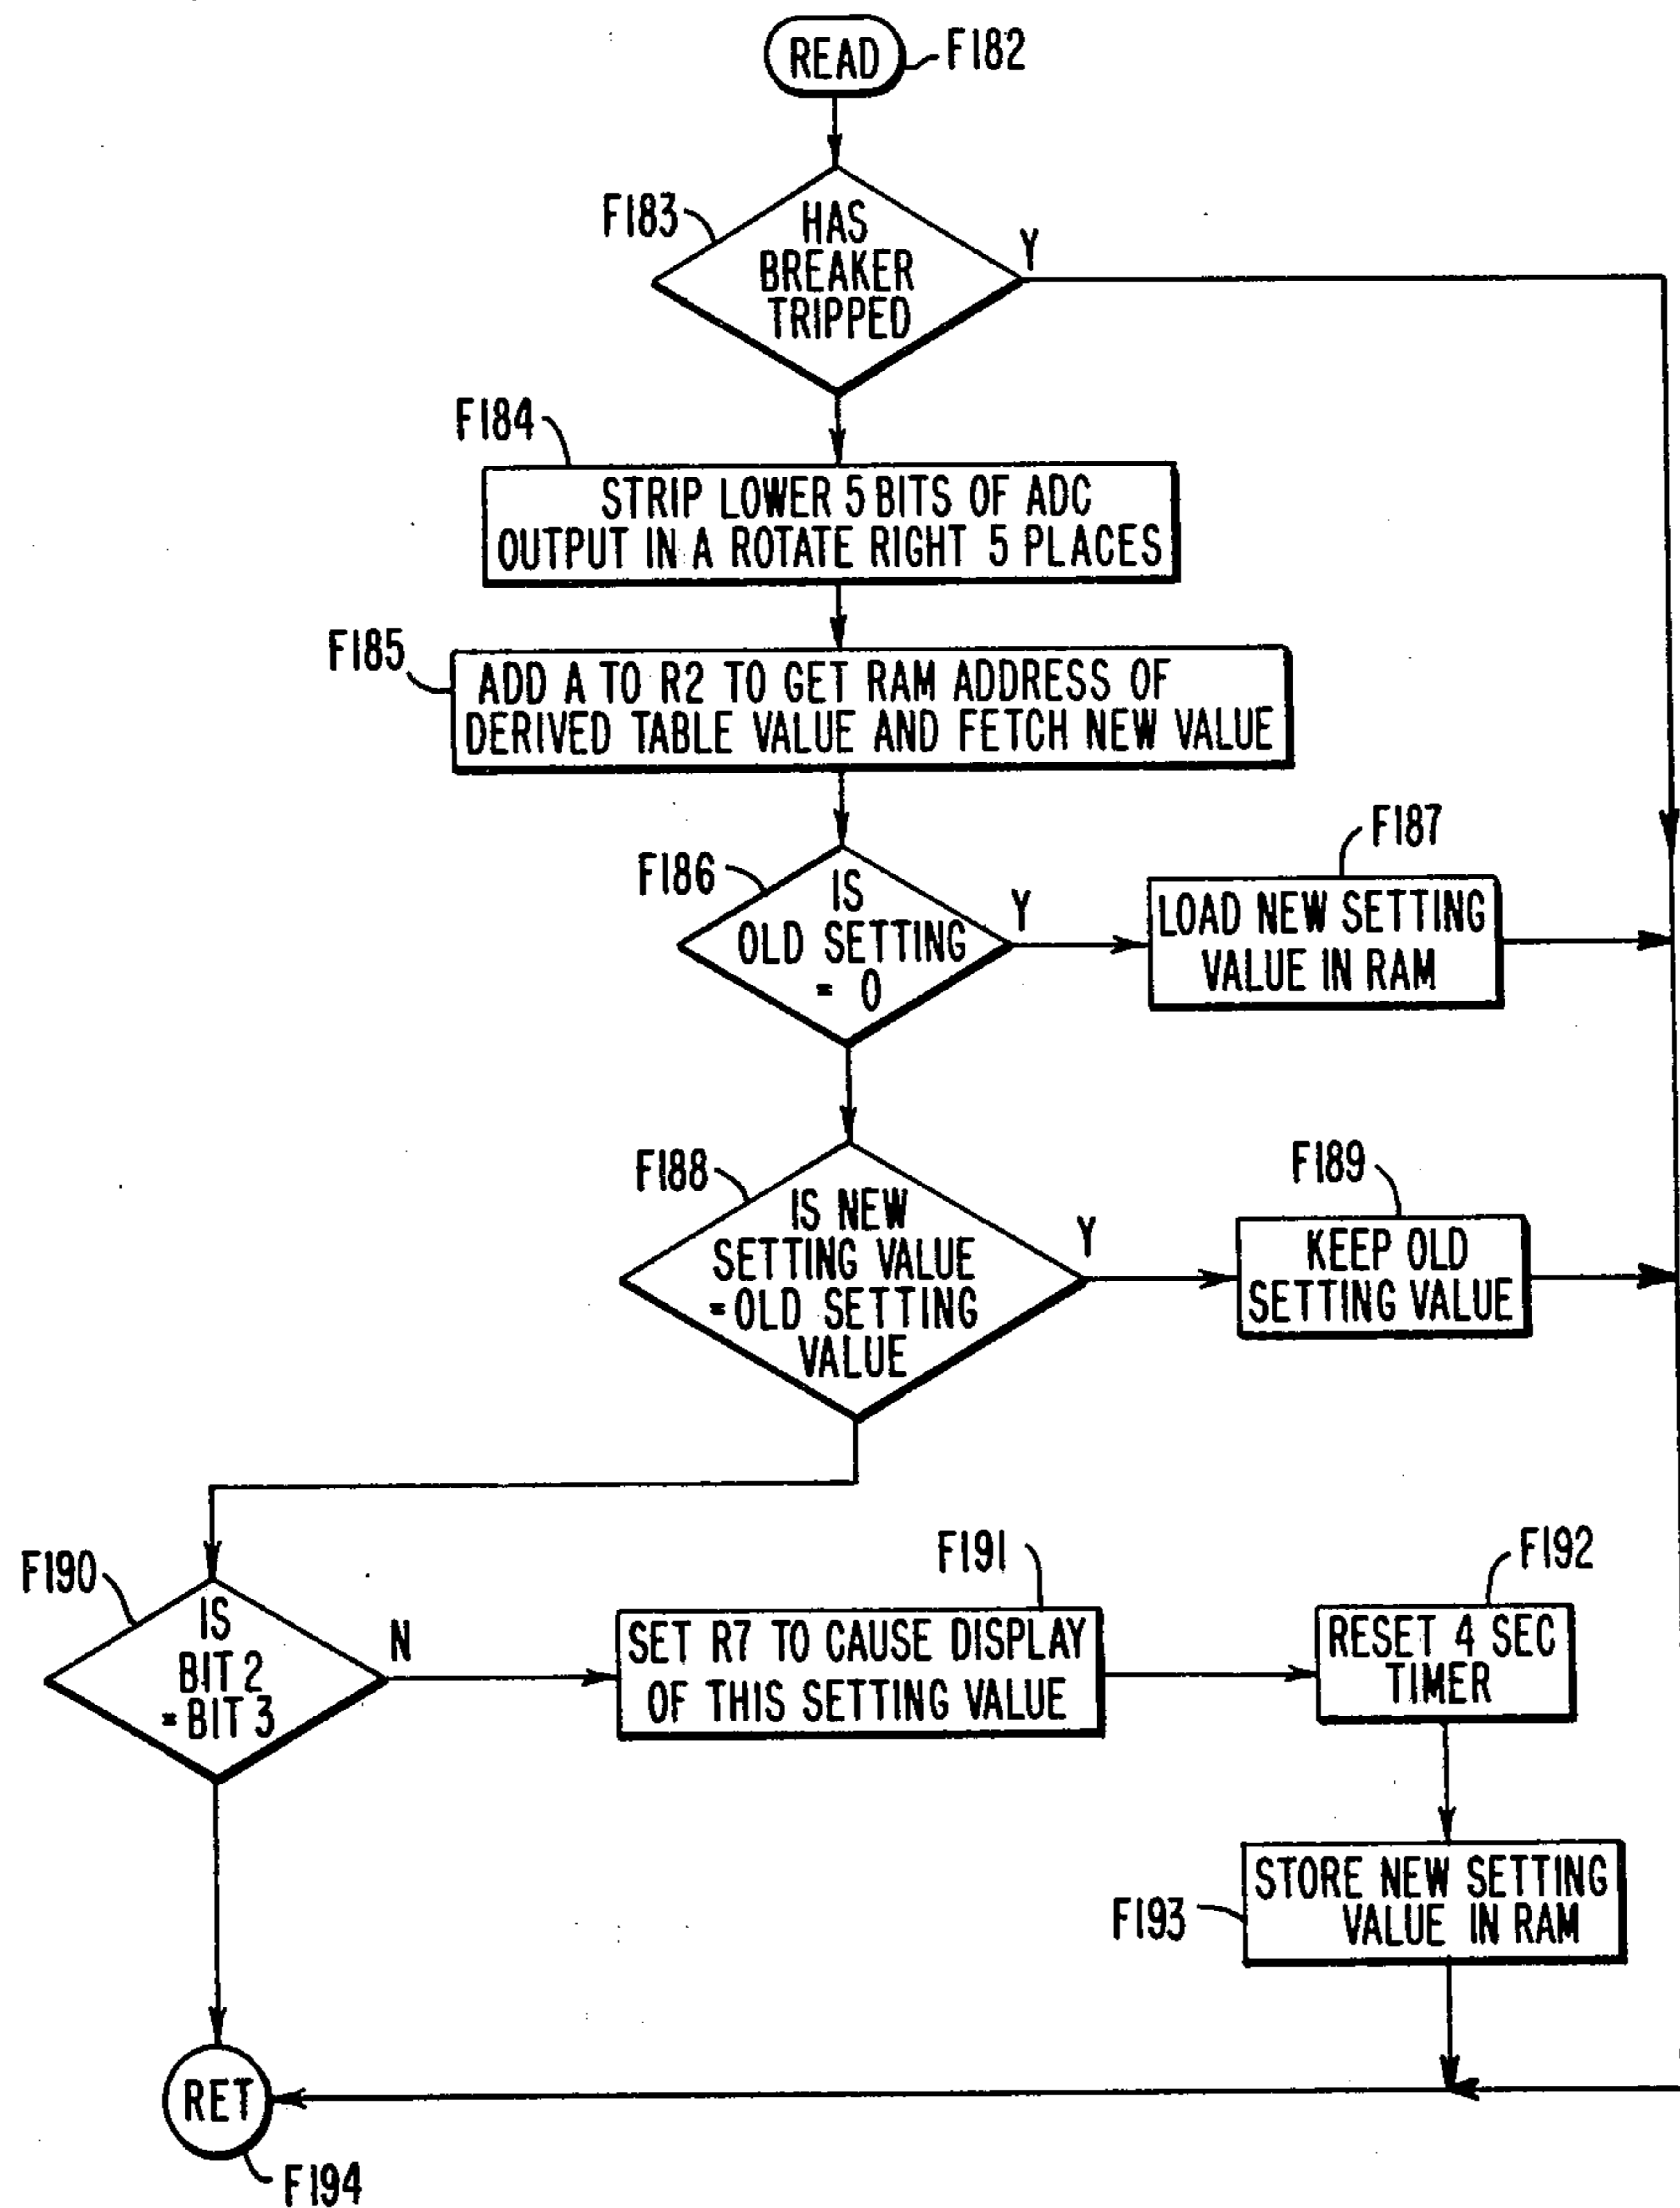 READ
F182
F183
HAS
BREAKER
TRIPPED
Y
F184
STRIP LOWER 5 BITS OF ADC
OUTPUT IN A ROTATE RIGHT 5 PLACES
F185
ADD A TO R2 TO GET RAM ADDRESS OF
DERIVED TABLE VALUE AND FETCH NEW VALUE
F186
IS
OLD SETTING
= 0
Y
F187
LOAD NEW SETTING
VALUE IN RAM
F188
IS NEW
SETTING VALUE
=OLD SETTING
VALUE
Y
F189
KEEP OLD
SETTING VALUE
F190
IS
BIT 2
=BIT 3
N
F191
SET R7 TO CAUSE DISPLAY
OF THIS SETTING VALUE
F192
RESET 4 SEC
TIMER
F193
STORE NEW SETTING
VALUE IN RAM
RET
F194